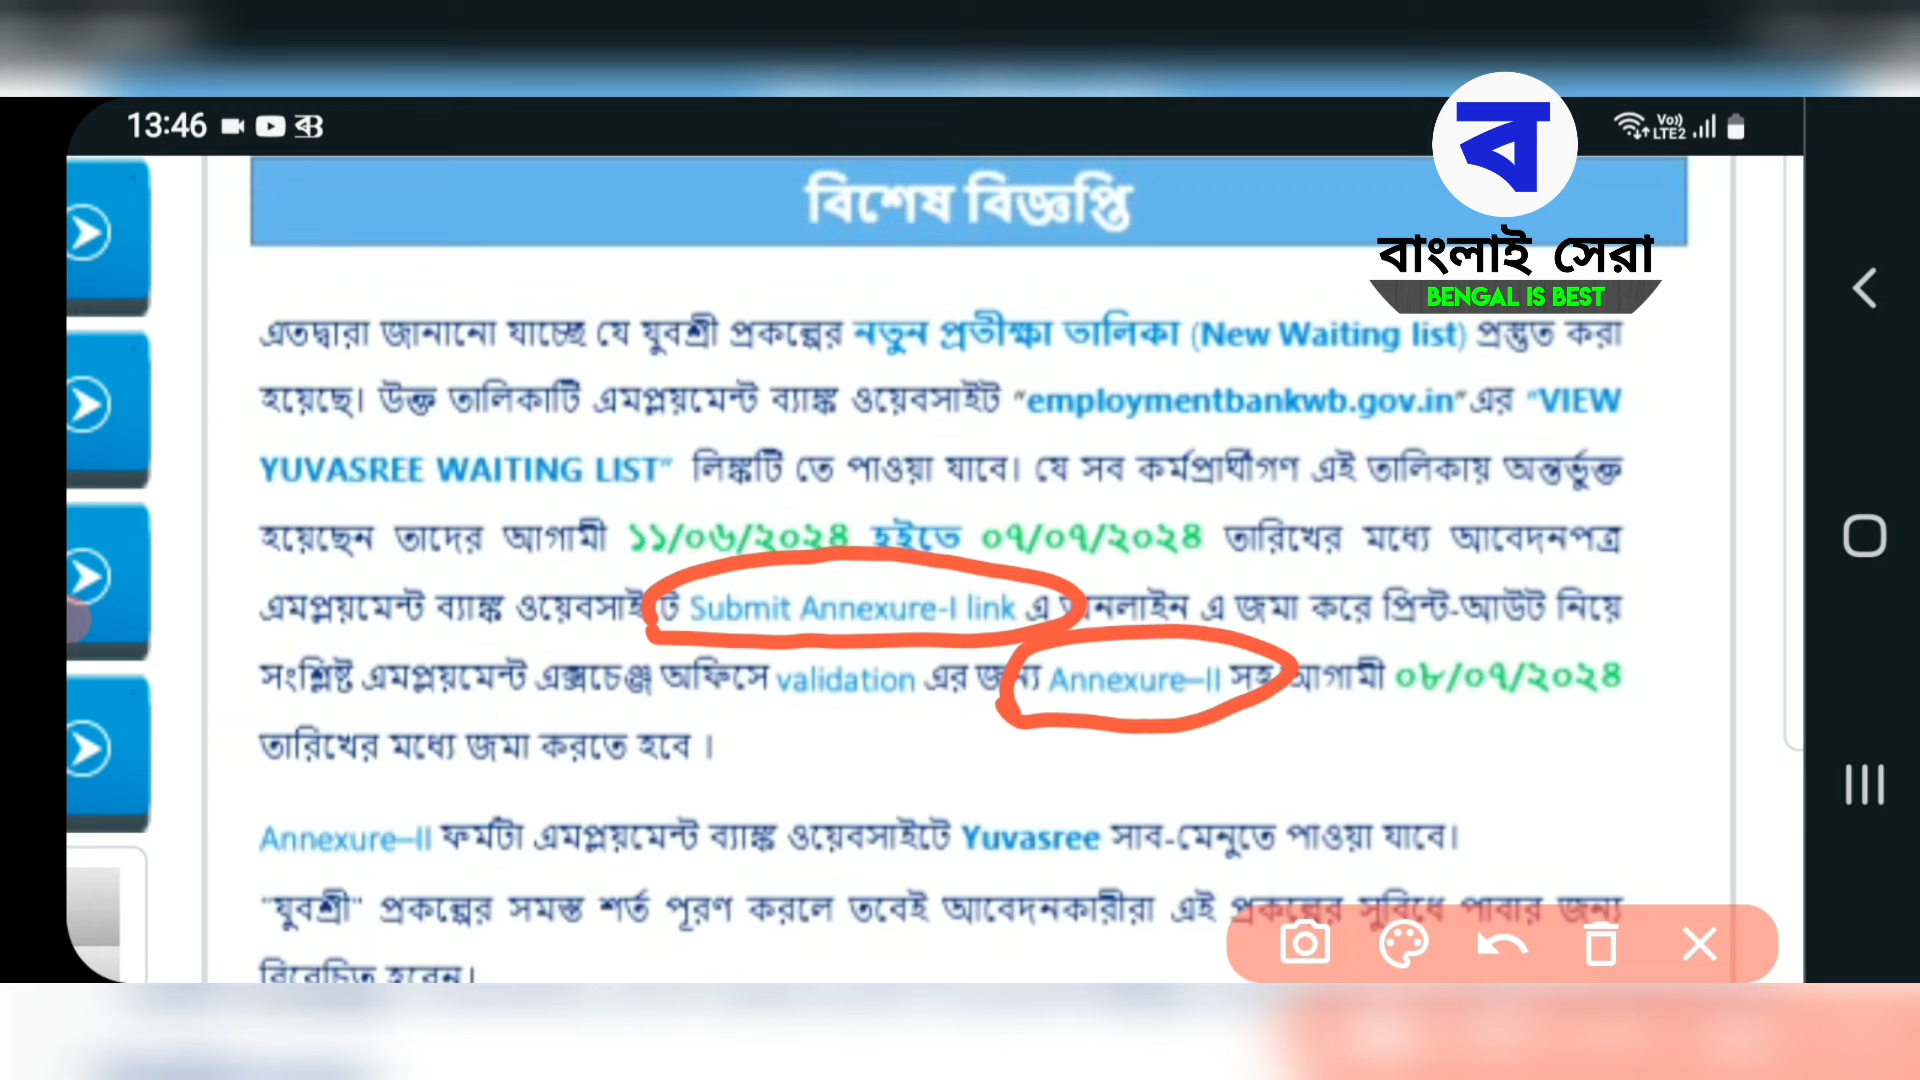 13:46
Vo)) LTE2
ব
বাংলাই সেরা
BENGAL IS BEST
বিশেষ বিজ্ঞপ্তি
এতদ্বারা জানানো যাচ্ছে যে যুবশ্রী প্রকল্পের নতুন প্রতীক্ষা তালিকা (New Waiting list) প্রস্তুত করা
হয়েছে। উক্ত তালিকাটি এমপ্লয়মেন্ট ব্যাঙ্ক ওয়েবসাইট "employmentbankwb.gov.in"এর "VIEW
YUVASREE WAITING LIST" লিঙ্কটি তে পাওয়া যাবে। যে সব কর্মপ্রার্থীগণ এই তালিকায় অন্তর্ভুক্ত
হয়েছেন তাদের আগামী ১১/০৬/২০২৪ হইতে ০৭/০৭/২০২৪ তারিখের মধ্যে আবেদনপত্র
এমপ্লয়মেন্ট ব্যাঙ্ক ওয়েবসাইটে Submit Annexure-I link এ অনলাইন এ জমা করে প্রিন্ট-আউট নিয়ে
সংশ্লিষ্ট এমপ্লয়মেন্ট এক্সচেঞ্জ অফিসে validation এর জন্য Annexure–II সহ আগামী ০৮/০৭/২০২৪
তারিখের মধ্যে জমা করতে হবে ।
Annexure–II ফর্মটা এমপ্লয়মেন্ট ব্যাঙ্ক ওয়েবসাইটে Yuvasree সাব-মেনুতে পাওয়া যাবে।
"যুবশ্রী" প্রকল্পের সমস্ত শর্ত পূরণ করলে তবেই আবেদনকারীরা এই প্রকল্পের সুবিধে পাবার জন্য
বিবেচিত হবেন।